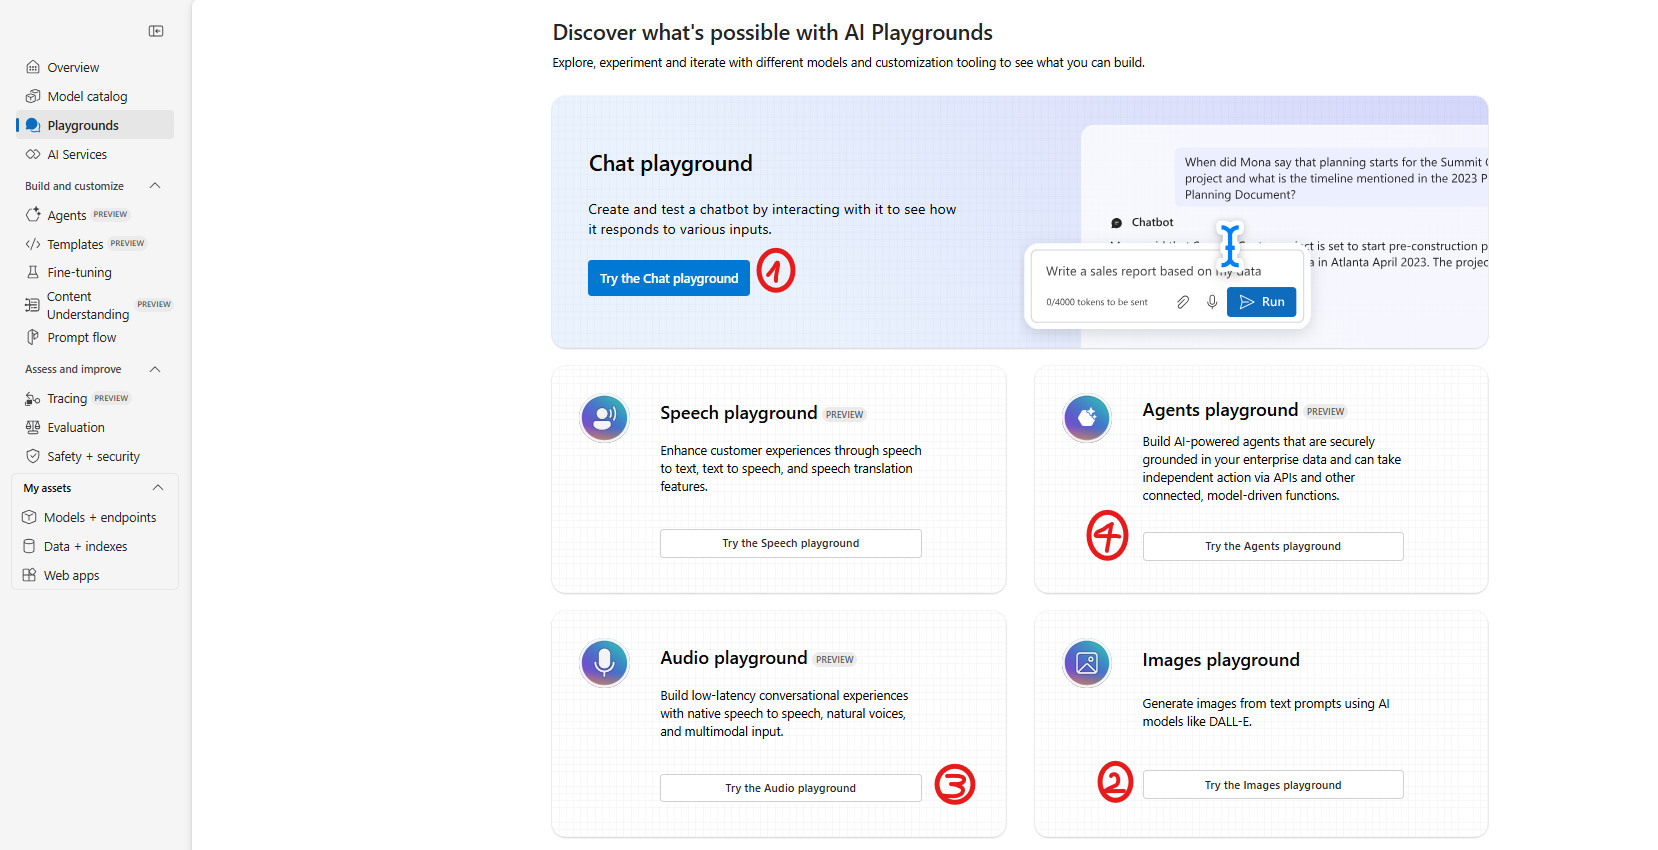 Overview
Model catalog
Playgrounds
AI Services
Build and customize
Agents PREVIEW
Templates PREVIEW
Fine-tuning
Content
Understanding PREVIEW
Prompt flow
Assess and improve
Tracing PREVIEW
Evaluation
Safety + security
My assets
Models + endpoints
Data + indexes
Web apps
Discover what's possible with AI Playgrounds
Explore, experiment and iterate with different models and customization tooling to see what you can build.
Chat playground
Create and test a chatbot by interacting with it to see how
it responds to various inputs.
Try the Chat playground
1
When did Mona say that planning starts for the Summit
project and what is the timeline mentioned in the 2023 P
Planning Document?
Chatbot
is set to start pre-construction p
a in Atlanta April 2023. The projec
Write a sales report based on my data
0/4000 tokens to be sent
Run
Speech playground PREVIEW
Enhance customer experiences through speech
to text, text to speech, and speech translation
features.
Try the Speech playground
Agents playground PREVIEW
Build AI-powered agents that are securely
grounded in your enterprise data and can take
independent action via APIs and other
connected, model-driven functions.
4
Try the Agents playground
Audio playground PREVIEW
Build low-latency conversational experiences
with native speech to speech, natural voices,
and multimodal input.
Try the Audio playground
3
Images playground
Generate images from text prompts using AI
models like DALL-E.
2
Try the Images playground